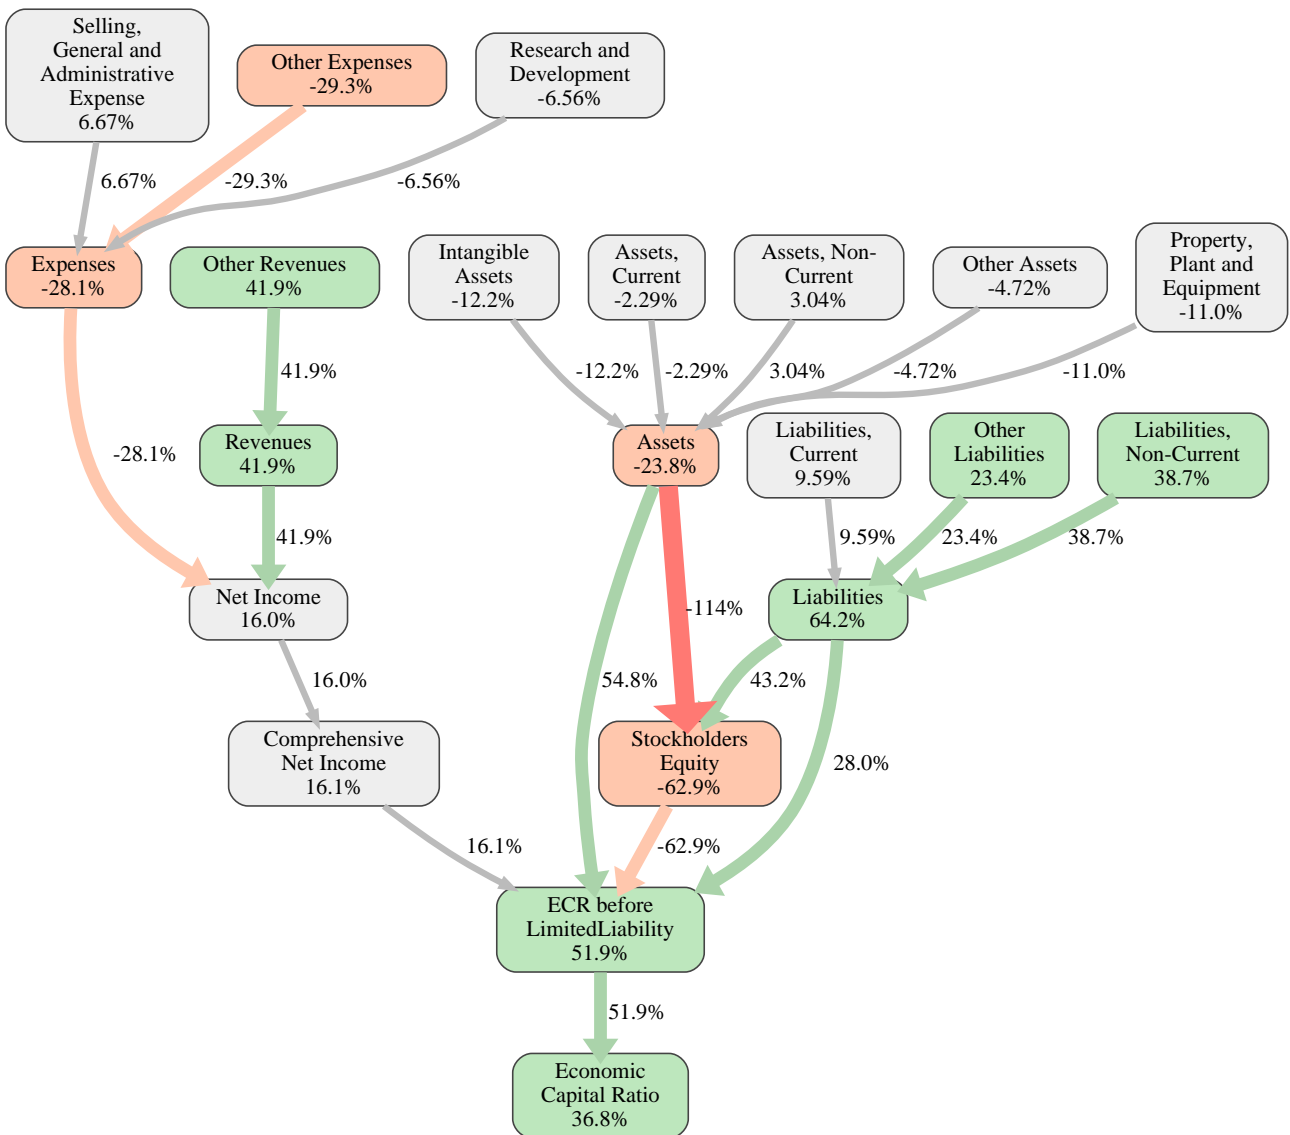 Selling,
General and
Administrative
Expense
6.67%
Other Expenses
-29.3%
Research and
Development
-6.56%
6.67%
-29.3%
-6.56%
Expenses
-28.1%
Other Revenues
41.9%
Intangible
Assets
-12.2%
Assets,
Current
-2.29%
Assets, Non-
Current
3.04%
Other Assets
-4.72%
Property,
Plant and
Equipment
-11.0%
41.9%
-12.2%
-2.29%
3.04%
-4.72%
-11.0%
-28.1%
Revenues
41.9%
Assets
-23.8%
Liabilities,
Current
9.59%
Other
Liabilities
23.4%
Liabilities,
Non-Current
38.7%
41.9%
9.59%
23.4%
38.7%
Net Income
16.0%
-114%
Liabilities
64.2%
16.0%
54.8%
43.2%
Comprehensive
Net Income
16.1%
Stockholders
Equity
-62.9%
28.0%
16.1%
-62.9%
ECR before
LimitedLiability
51.9%
51.9%
Economic
Capital Ratio
36.8%